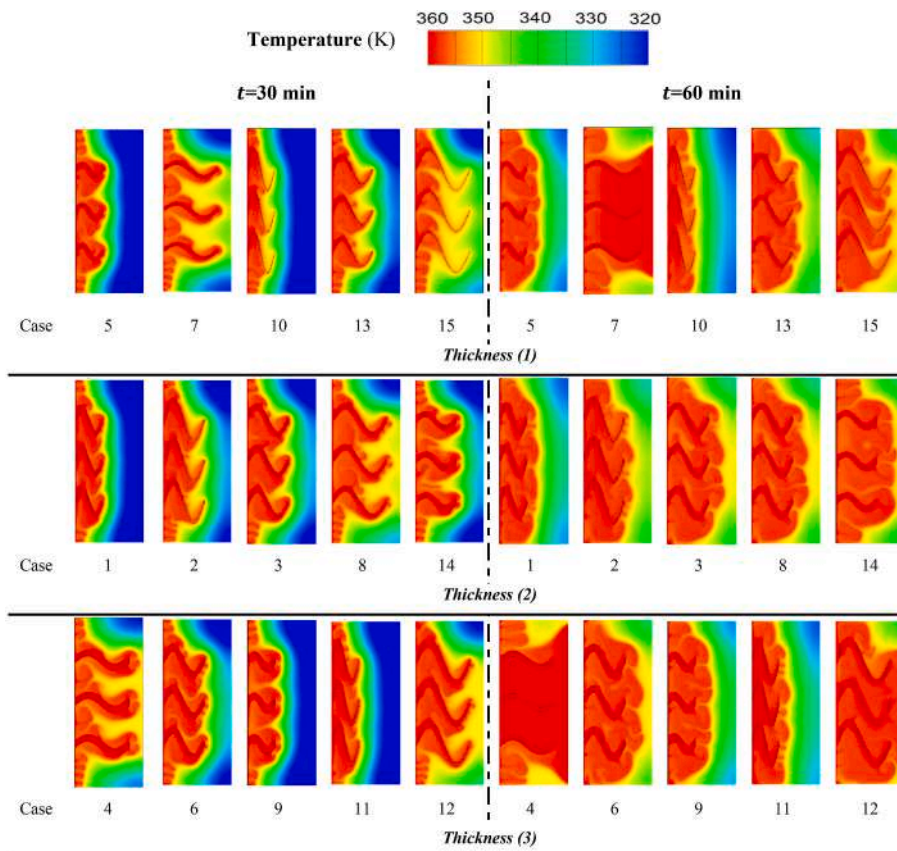 360 350 340 330 320
Temperature (K)
t=30 min t=60 min
Case 5 7 10 13 15 5 7 10 13 15
Thickness (1)
Case 1 2 3 8 14 1 2 3 8 14
Thickness (2)
Case 4 6 9 11 12 4 6 9 11 12
Thickness (3)